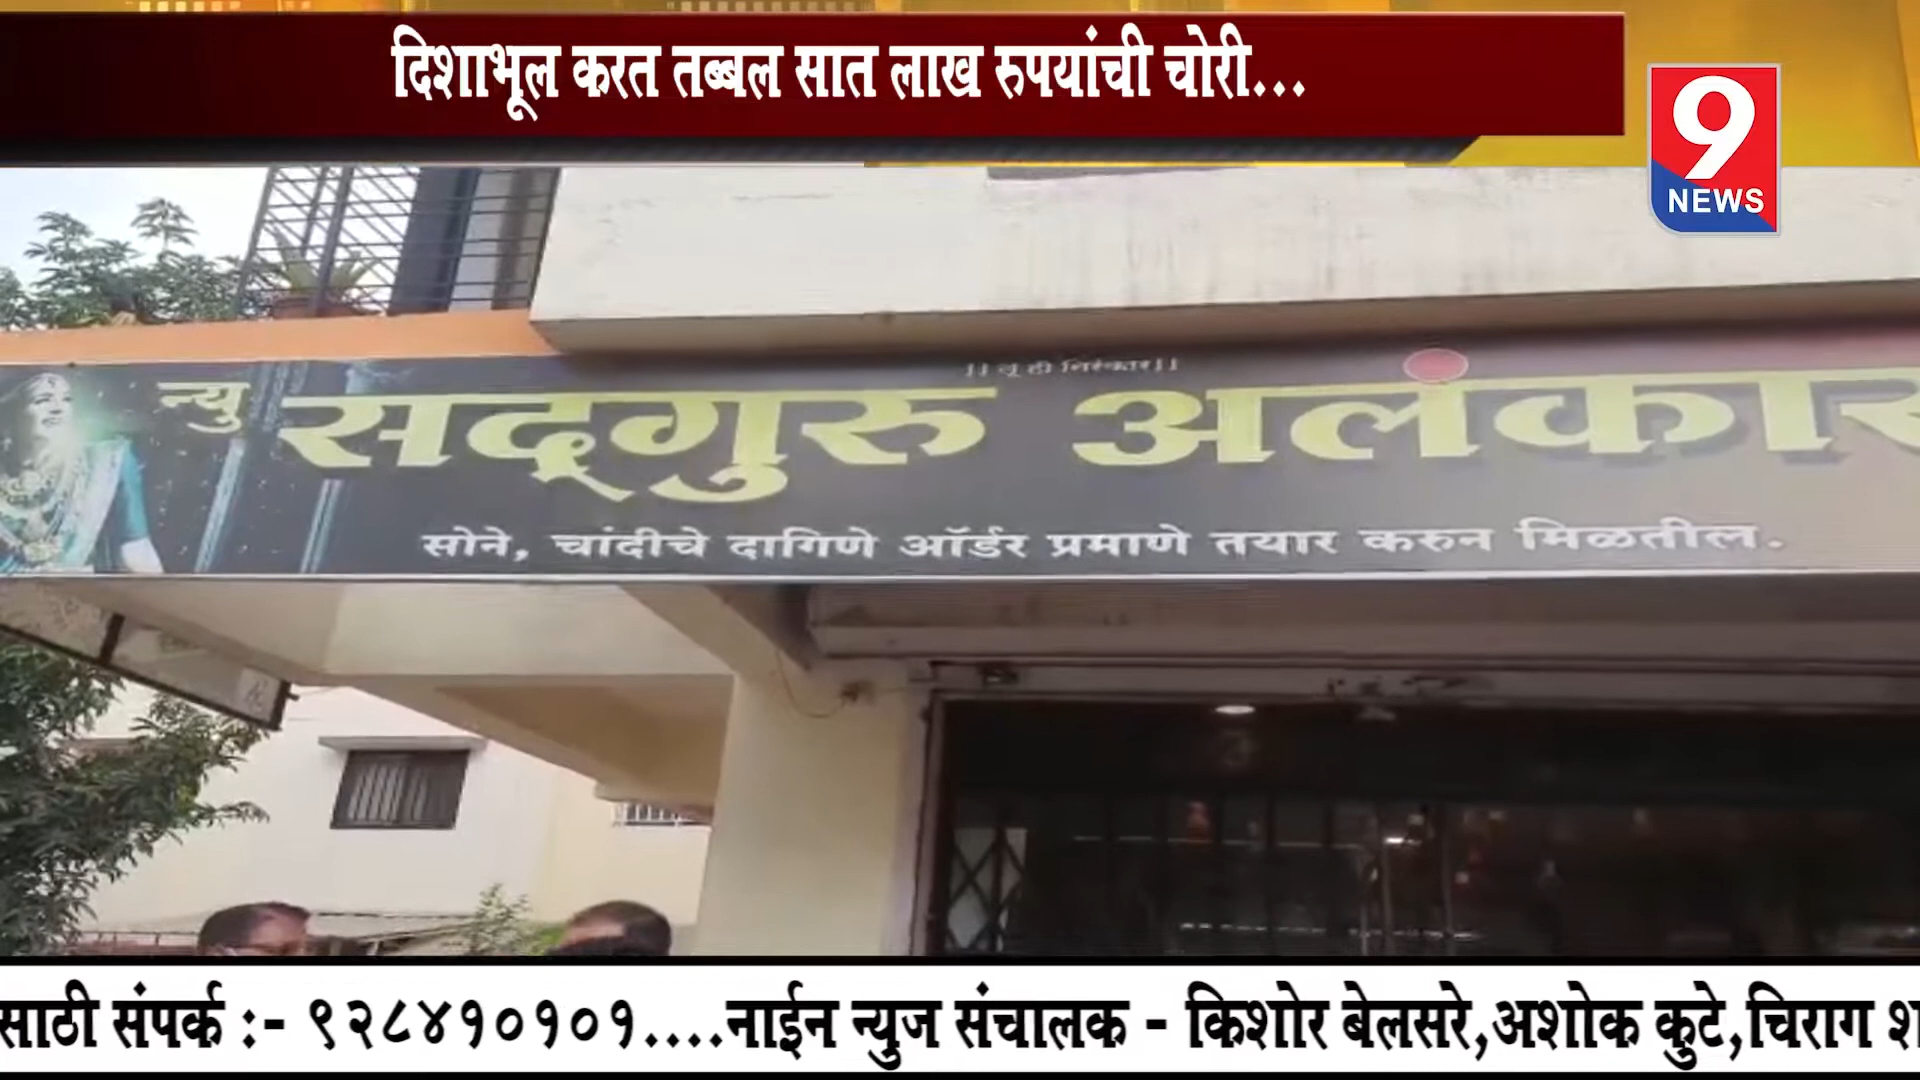 दिशाभूल करत तब्बल सात लाख रुपयांची चोरी...
9
NEWS
।। तू ही निरंकार।।
न्यु सद्‌गुरु अलंकार
सोने, चांदीचे दागिणे ऑर्डर प्रमाणे तयार करुन मिळतील.
साठी संपर्क :- ९२८४१०१०१....नाईन न्युज संचालक - किशोर बेलसरे,अशोक कुटे,चिराग श